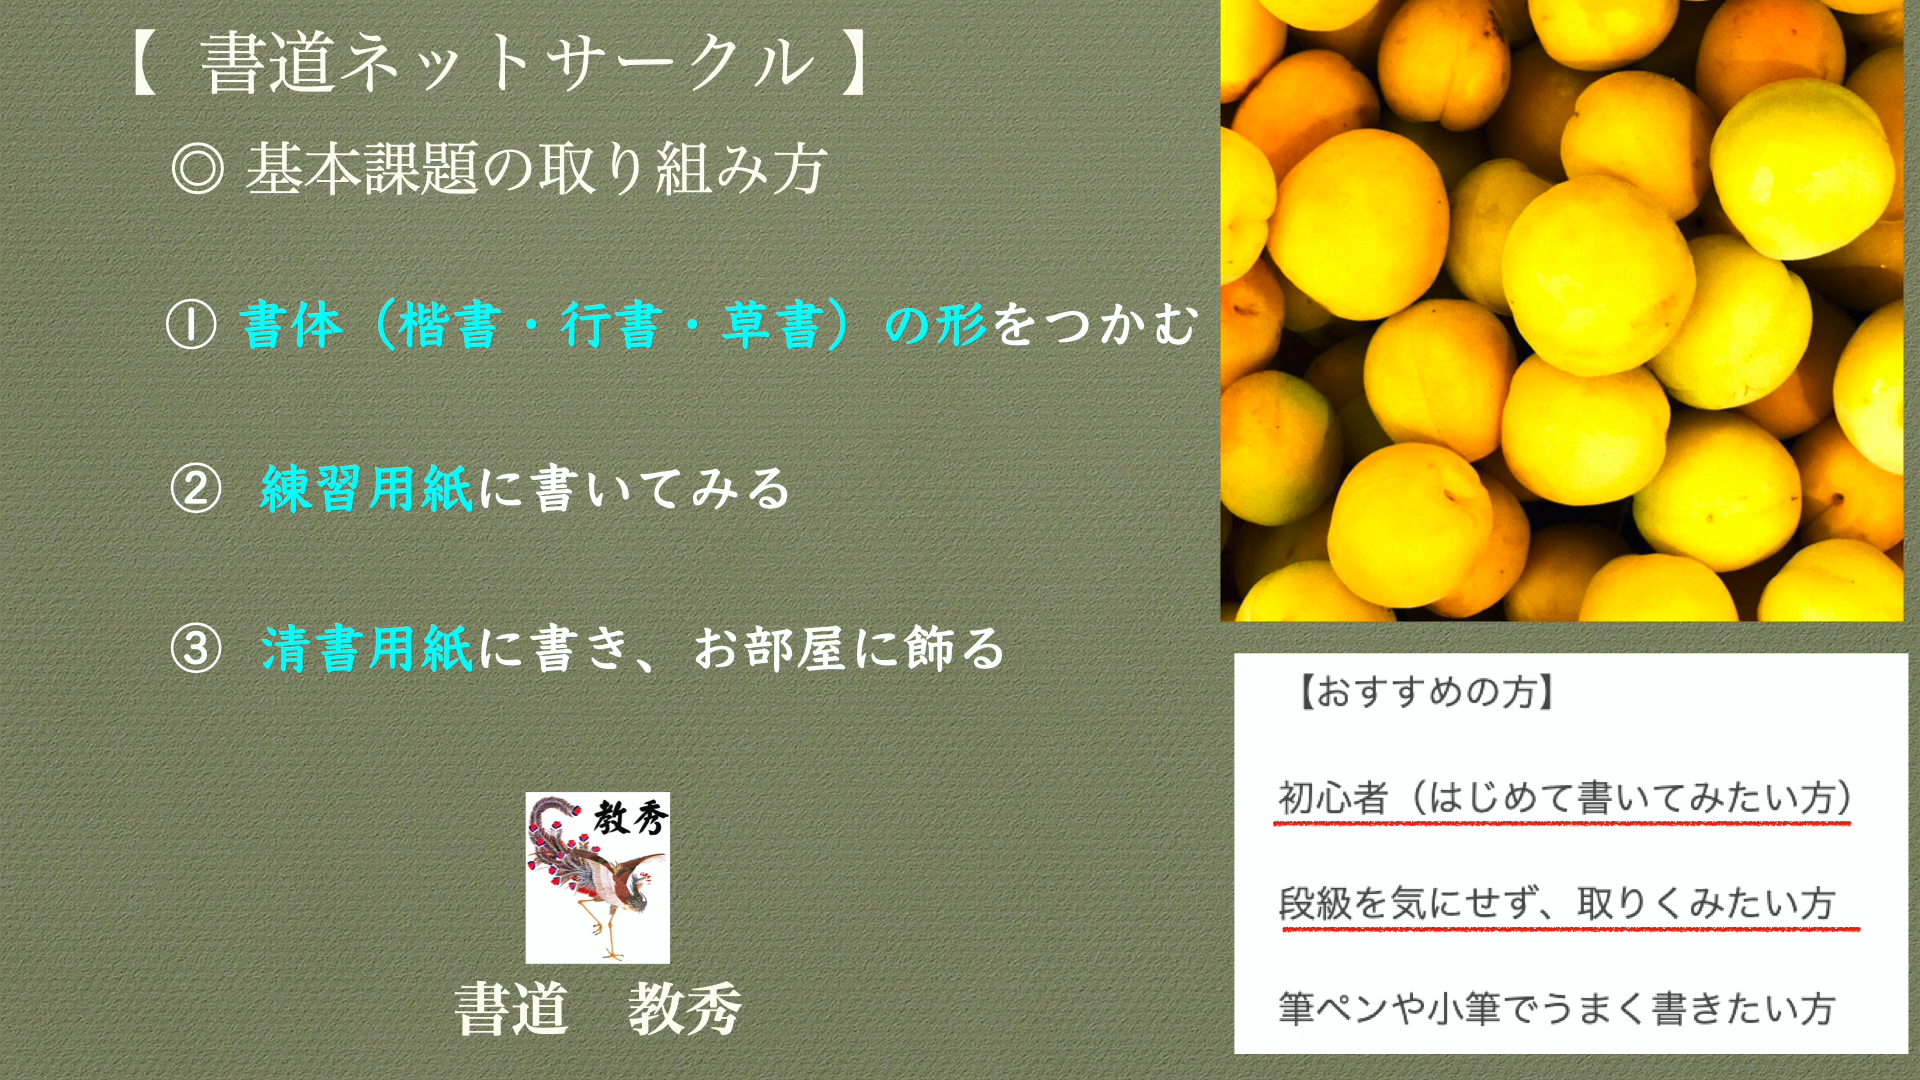 【 書道ネットサークル 】
◎ 基本課題の取り組み方
① 書体（楷書・行書・草書）の形をつかむ
② 練習用紙に書いてみる
③ 清書用紙に書き、お部屋に飾る
教秀
書道　教秀
【おすすめの方】
初心者（はじめて書いてみたい方）
段級を気にせず、取りくみたい方
筆ペンや小筆でうまく書きたい方